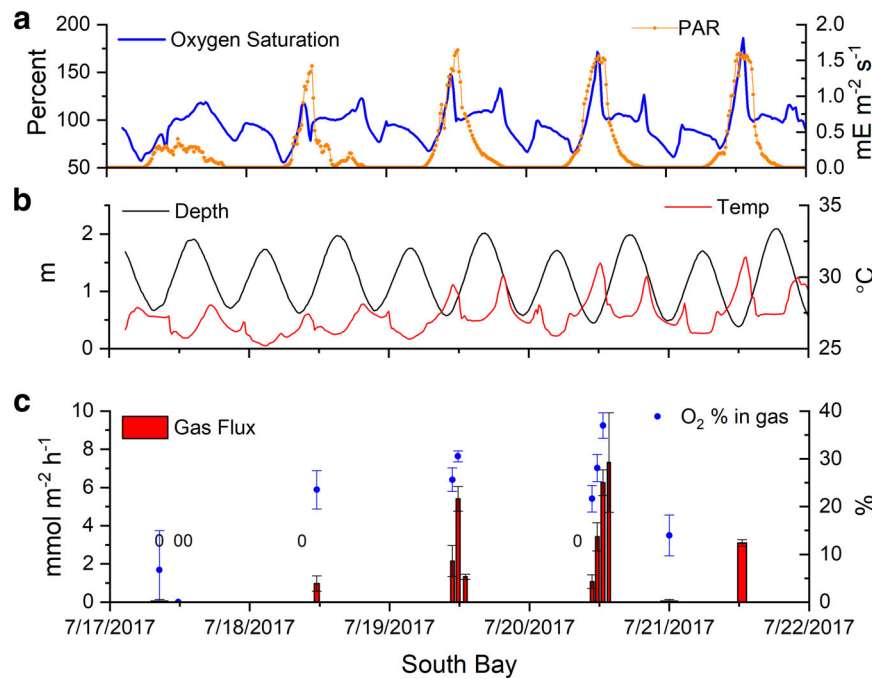 a
200
150
100
50
Percent
Oxygen Saturation
PAR
2.0
1.5
1.0
0.5
0.0
mE m⁻² s⁻¹
b
2
1
0
m
Depth
Temp
35
30
25
°C
c
10
8
6
4
2
0
mmol m⁻² h⁻¹
Gas Flux
O₂ % in gas
40
30
20
10
0
%
0 00 0 0
7/17/2017 7/18/2017 7/19/2017 7/20/2017 7/21/2017 7/22/2017
South Bay